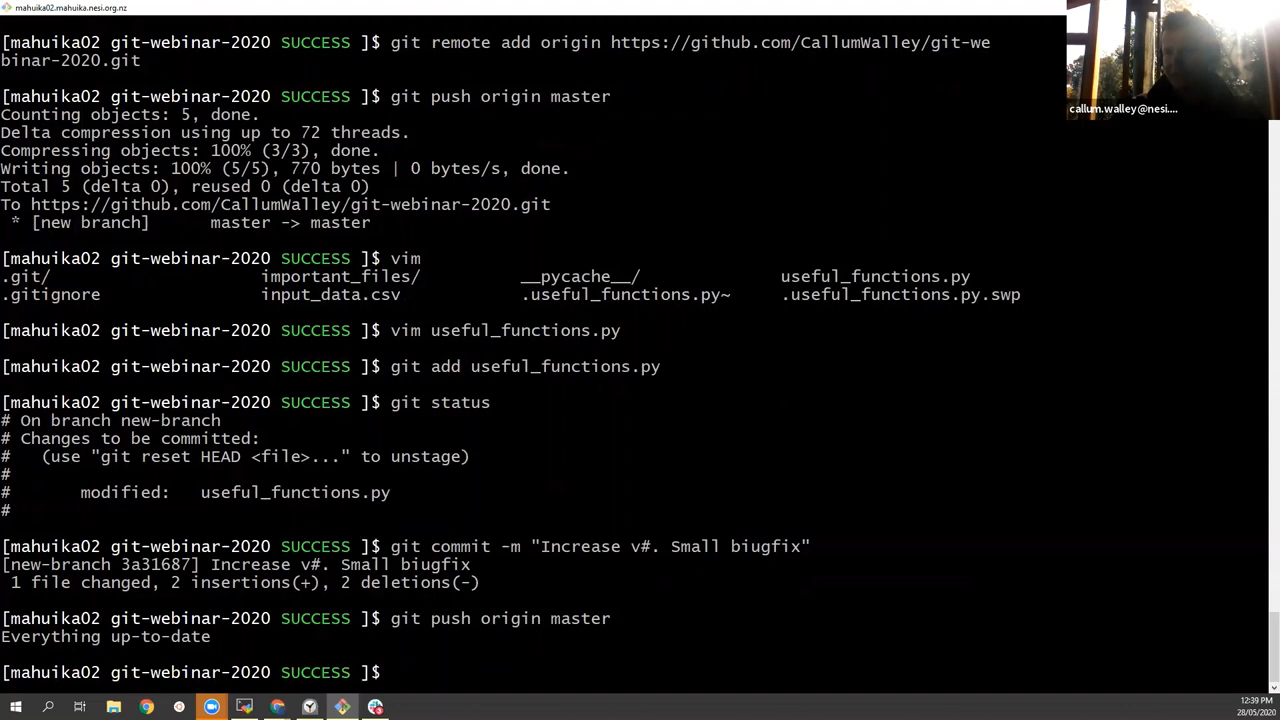 mahuika02.mahuika.nesi.org.nz
[mahuika02 git-webinar-2020 SUCCESS ]$ git remote add origin https://github.com/CallumWalley/git-we
binar-2020.git
callum.walley@nesi....
[mahuika02 git-webinar-2020 SUCCESS ]$ git push origin master
Counting objects: 5, done.
Delta compression using up to 72 threads.
Compressing objects: 100% (3/3), done.
Writing objects: 100% (5/5), 770 bytes | 0 bytes/s, done.
Total 5 (delta 0), reused 0 (delta 0)
To https://github.com/CallumWalley/git-webinar-2020.git
 * [new branch]      master -> master
[mahuika02 git-webinar-2020 SUCCESS ]$ vim
.git/                     important_files/          __pycache__/              useful_functions.py
.gitignore                input_data.csv            .useful_functions.py~     .useful_functions.py.swp
[mahuika02 git-webinar-2020 SUCCESS ]$ vim useful_functions.py
[mahuika02 git-webinar-2020 SUCCESS ]$ git add useful_functions.py
[mahuika02 git-webinar-2020 SUCCESS ]$ git status
# On branch new-branch
# Changes to be committed:
#   (use "git reset HEAD <file>..." to unstage)
#
#       modified:   useful_functions.py
#
[mahuika02 git-webinar-2020 SUCCESS ]$ git commit -m "Increase v#. Small biugfix"
[new-branch 3a31687] Increase v#. Small biugfix
 1 file changed, 2 insertions(+), 2 deletions(-)
[mahuika02 git-webinar-2020 SUCCESS ]$ git push origin master
Everything up-to-date
[mahuika02 git-webinar-2020 SUCCESS ]$
12:39 PM
28/05/2020